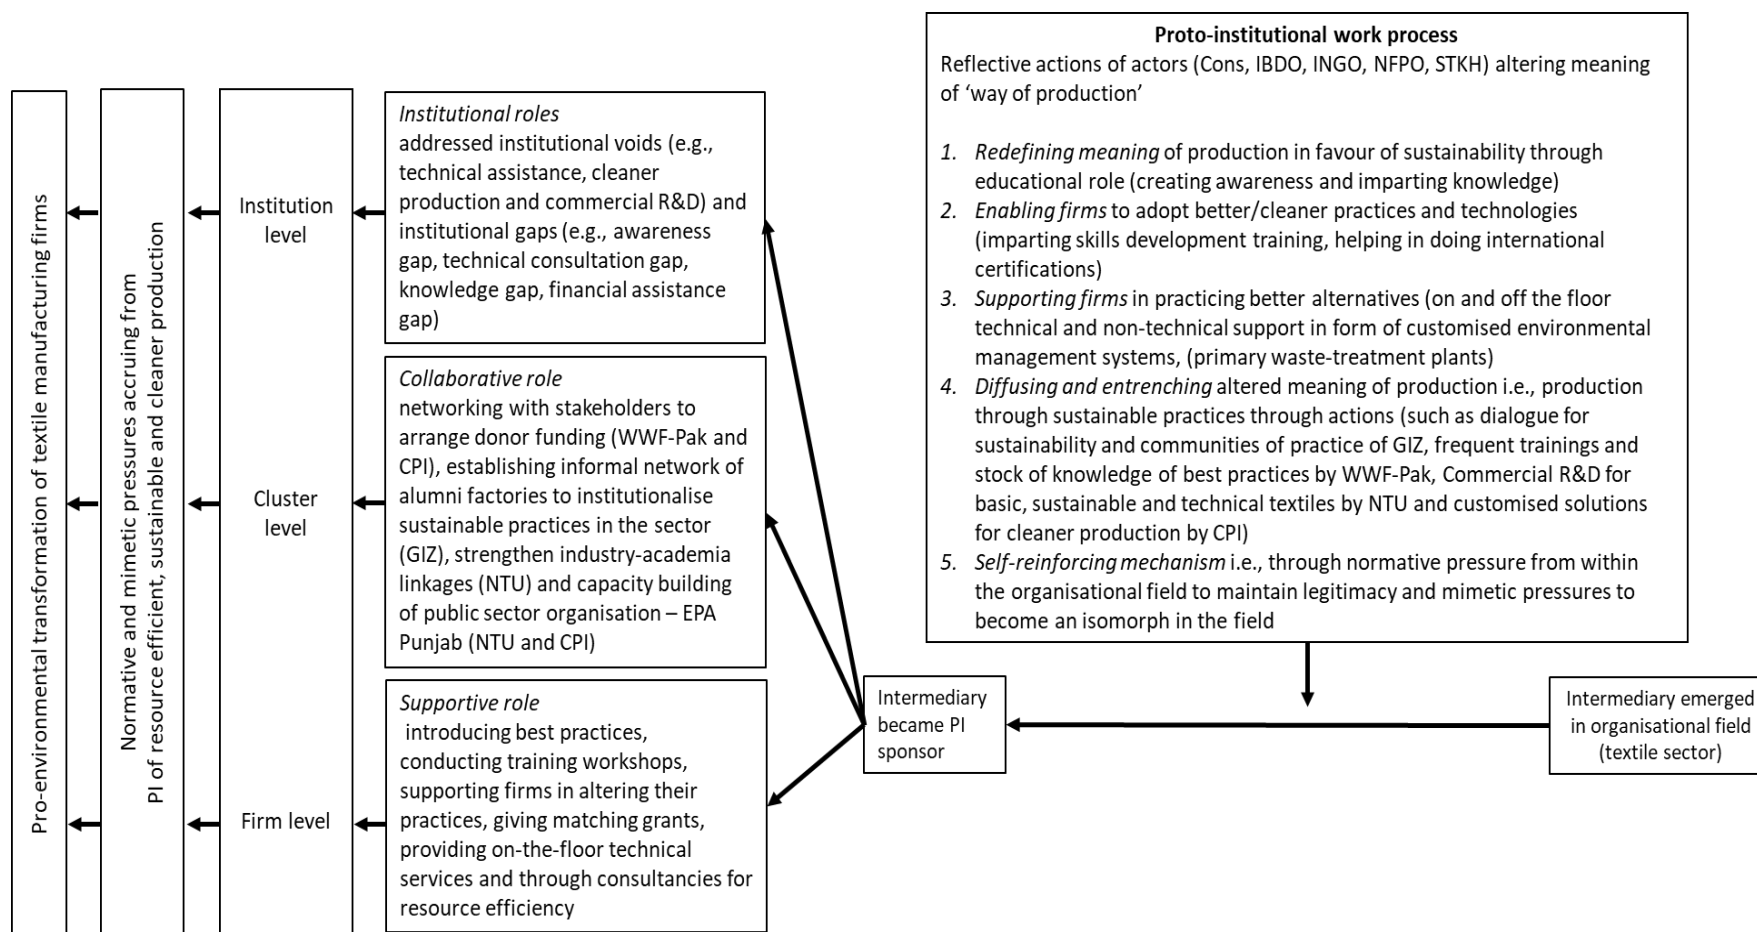 Pro-environmental transformation of textile manufacturing firms
Normative and mimetic pressures accruing from
PI of resource efficient, sustainable and cleaner production
Institution
level
Cluster
level
Firm level
Institutional roles
addressed institutional voids (e.g.,
technical assistance, cleaner
production and commercial R&D) and
institutional gaps (e.g., awareness
gap, technical consultation gap,
knowledge gap, financial assistance
gap)
Collaborative role
networking with stakeholders to
arrange donor funding (WWF-Pak and
CPI), establishing informal network of
alumni factories to institutionalise
sustainable practices in the sector
(GIZ), strengthen industry-academia
linkages (NTU) and capacity building
of public sector organisation – EPA
Punjab (NTU and CPI)
Supportive role
introducing best practices,
conducting training workshops,
supporting firms in altering their
practices, giving matching grants,
providing on-the-floor technical
services and through consultancies for
resource efficiency
Intermediary
became PI
sponsor
Proto-institutional work process
Reflective actions of actors (Cons, IBDO, INGO, NFPO, STKH) altering meaning
of ‘way of production’
1. Redefining meaning of production in favour of sustainability through
educational role (creating awareness and imparting knowledge)
2. Enabling firms to adopt better/cleaner practices and technologies
(imparting skills development training, helping in doing international
certifications)
3. Supporting firms in practicing better alternatives (on and off the floor
technical and non-technical support in form of customised environmental
management systems, (primary waste-treatment plants)
4. Diffusing and entrenching altered meaning of production i.e., production
through sustainable practices through actions (such as dialogue for
sustainability and communities of practice of GIZ, frequent trainings and
stock of knowledge of best practices by WWF-Pak, Commercial R&D for
basic, sustainable and technical textiles by NTU and customised solutions
for cleaner production by CPI)
5. Self-reinforcing mechanism i.e., through normative pressure from within
the organisational field to maintain legitimacy and mimetic pressures to
become an isomorph in the field
Intermediary emerged
in organisational field
(textile sector)